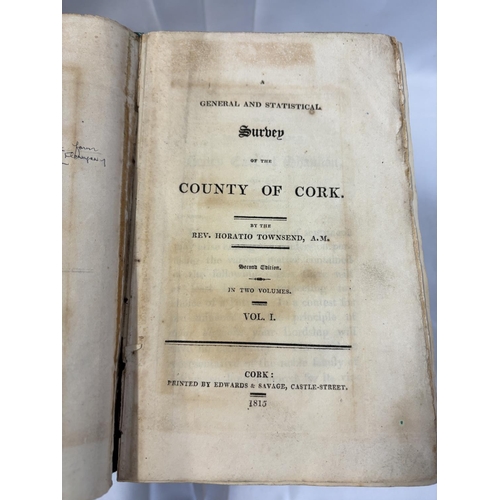 A
GENERAL AND STATISTICAL
Survey
OF THE
COUNTY OF CORK.
BY THE
REV. HORATIO TOWNSEND, A.M.
Second Edition.
IN TWO VOLUMES.
VOL. I.
CORK:
PRINTED BY EDWARDS & SAVAGE, CASTLE-STREET.
1815